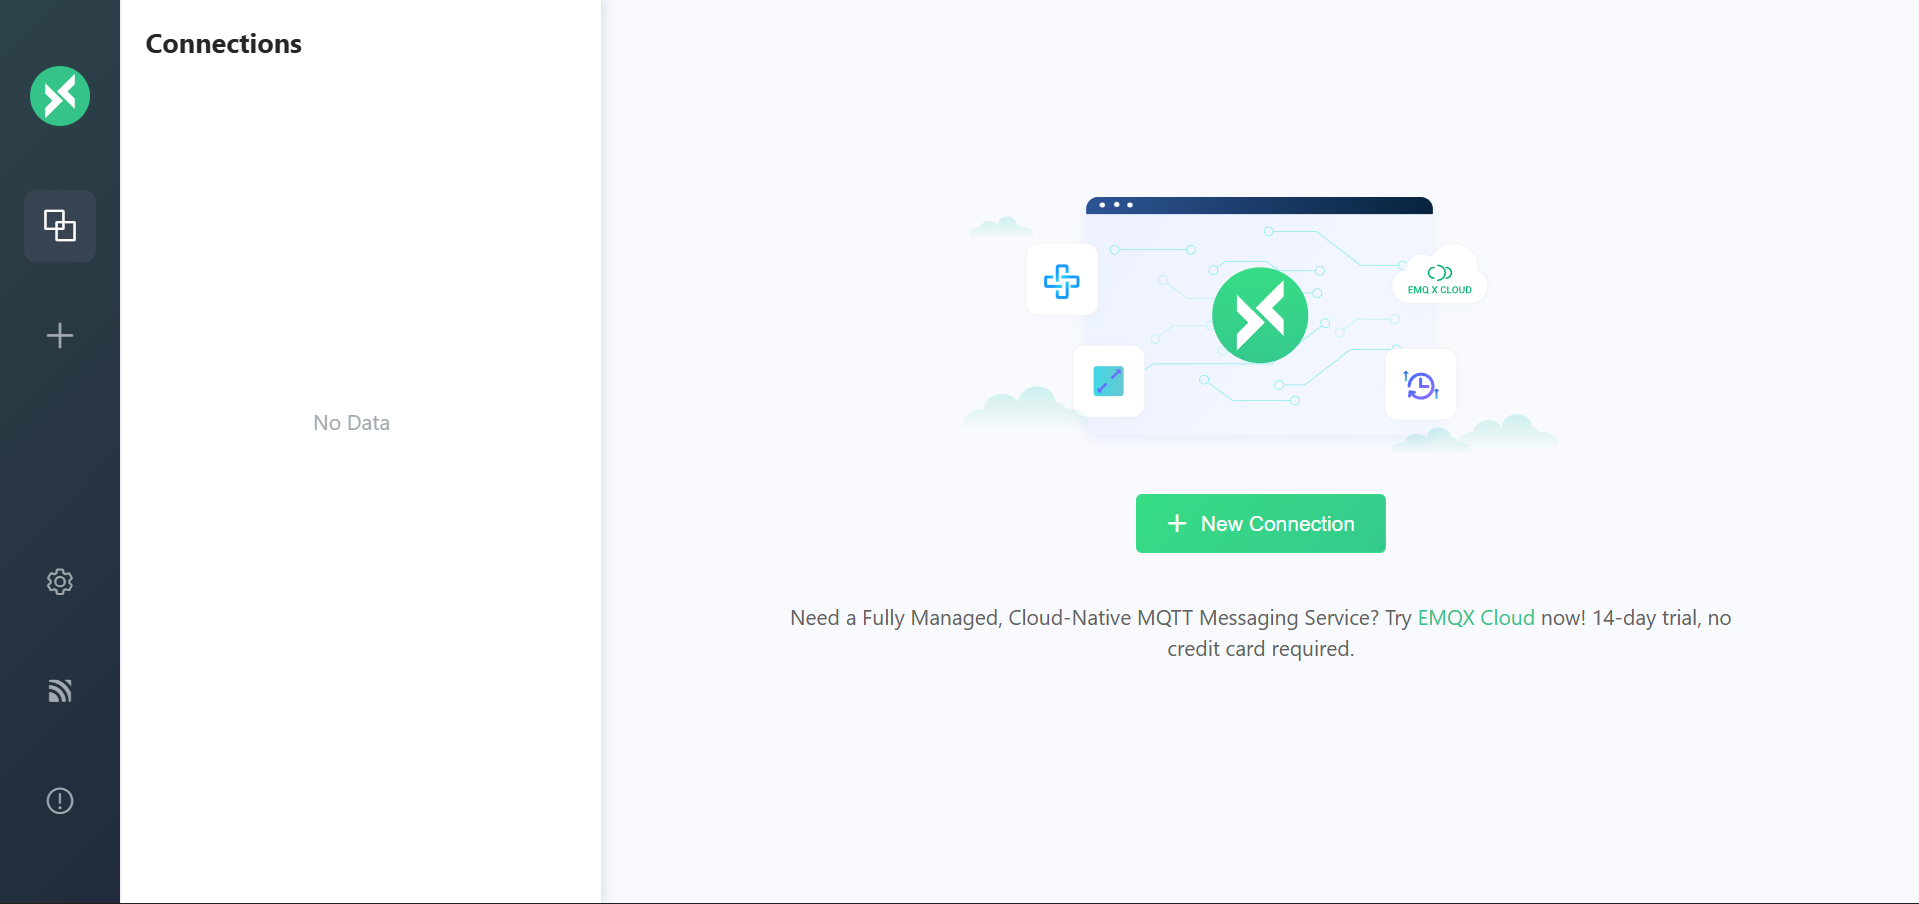 Connections
No Data
EMQ X CLOUD
New Connection
Need a Fully Managed, Cloud-Native MQTT Messaging Service? Try EMQX Cloud now! 14-day trial, no
credit card required.